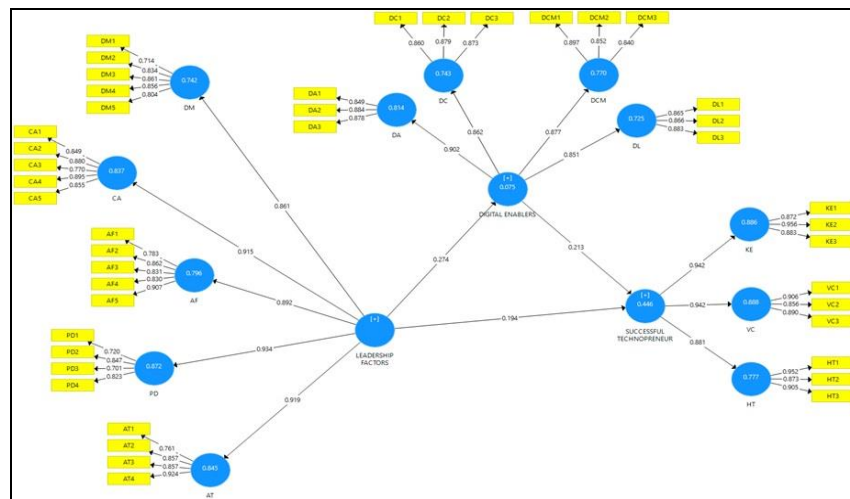 DM1
DM2
DM3
DM4
DM5
0.714
0.834
0.861
0.856
0.804
0.742
DM
CA1
CA2
CA3
CA4
CA5
0.849
0.880
0.770
0.895
0.855
0.837
CA
AF1
AF2
AF3
AF4
AF5
0.783
0.862
0.831
0.830
0.907
0.796
AF
PD1
PD2
PD3
PD4
0.720
0.847
0.701
0.823
0.872
PD
AT1
AT2
AT3
AT4
0.761
0.857
0.857
0.924
0.845
AT
0.861
0.915
0.892
0.934
0.919
[+]
LEADERSHIP
FACTORS
0.274
0.194
DC1
DC2
DC3
0.860
0.879
0.873
0.743
DC
DCM1
DCM2
DCM3
0.897
0.852
0.840
0.770
DCM
DA1
DA2
DA3
0.849
0.884
0.878
0.814
DA
DL1
DL2
DL3
0.865
0.866
0.883
0.725
DL
0.902
0.862
0.877
0.851
[+]
0.075
DIGITAL ENABLERS
0.213
[+]
0.446
SUCCESSFUL
TECHNOPRENEUR
0.942
0.942
0.881
KE1
KE2
KE3
0.872
0.956
0.883
0.886
KE
VC1
VC2
VC3
0.906
0.856
0.890
0.888
VC
HT1
HT2
HT3
0.952
0.873
0.905
0.777
HT